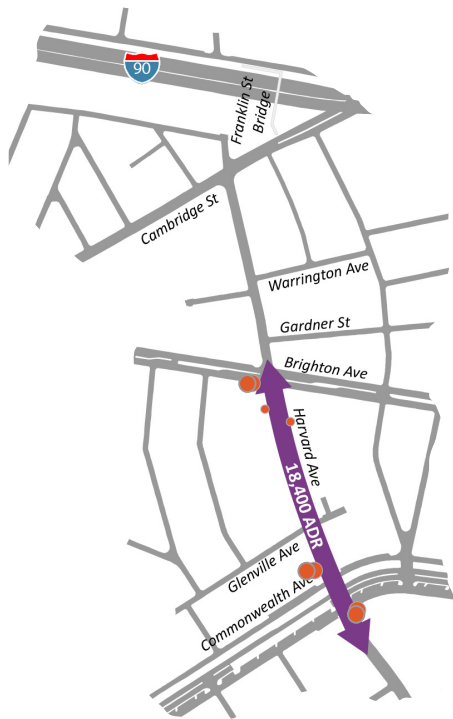 90
Franklin St
Bridge
Cambridge St
Warrington Ave
Gardner St
Brighton Ave
Harvard Ave
18,400 ADR
Glenville Ave
Commonwealth Ave